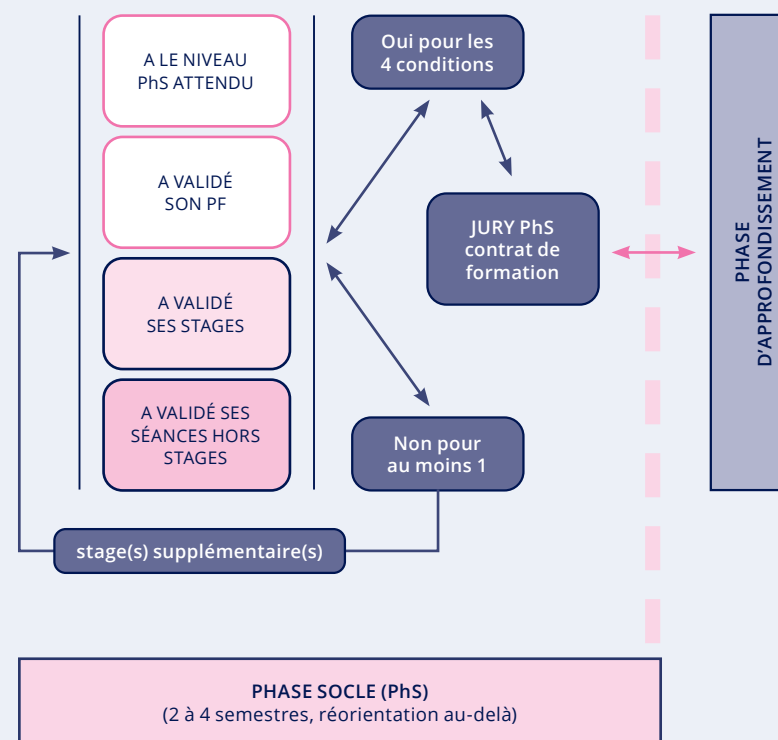 A LE NIVEAU
PhS ATTENDU
A VALIDÉ
SON PF
A VALIDÉ
SES STAGES
A VALIDÉ SES
SÉANCES HORS
STAGES
Oui pour les
4 conditions
JURY PhS
contrat de
formation
Non pour
au moins 1
stage(s) supplémentaire(s)
PHASE
D'APPROFONDISSEMENT
PHASE SOCLE (PhS)
(2 à 4 semestres, réorientation au-delà)